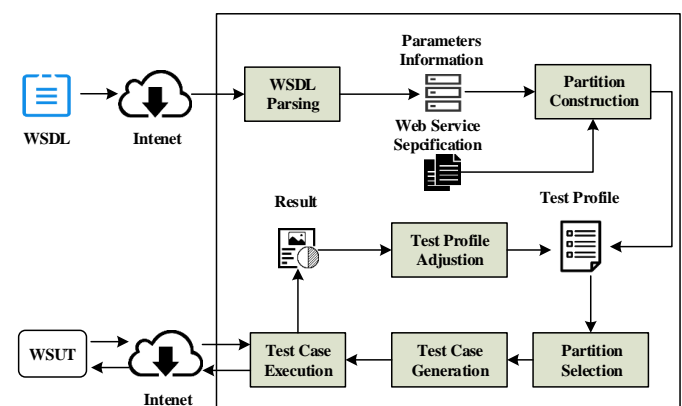 Parameters
Information
WSDL
Parsing
Partition
Construction
WSDL
Intenet
Web Service
Sepcification
Result
Test Profile
Test Profile
Adjustion
WSUT
Test Case
Execution
Test Case
Generation
Partition
Selection
Intenet